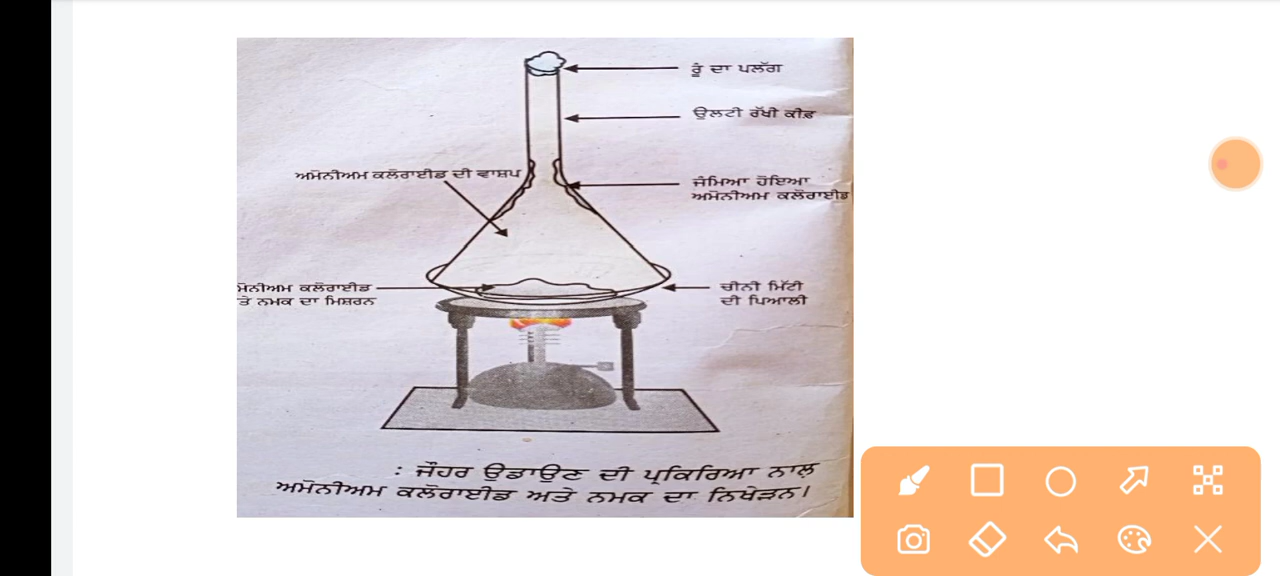 ਰੂੰ ਦਾ ਪਲੱਗ
ਉਲਟੀ ਰੱਖੀ ਕੀਫ਼
ਅਮੋਨੀਅਮ ਕਲੋਰਾਈਡ ਦੀ ਵਾਸ਼ਪ
ਜੰਮਿਆ ਹੋਇਆ
ਅਮੋਨੀਅਮ ਕਲੋਰਾਈਡ
ਮੋਨੀਅਮ ਕਲੋਰਾਈਡ
ਤੇ ਨਮਕ ਦਾ ਮਿਸ਼ਰਨ
ਚੀਨੀ ਮਿੱਟੀ
ਦੀ ਪਿਆਲੀ
: ਜੌਹਰ ਉਡਾਉਣ ਦੀ ਪ੍ਰਕਿਰਿਆ ਨਾਲ਼
ਅਮੋਨੀਅਮ ਕਲੋਰਾਈਡ ਅਤੇ ਨਮਕ ਦਾ ਨਿਖੇੜਨ।